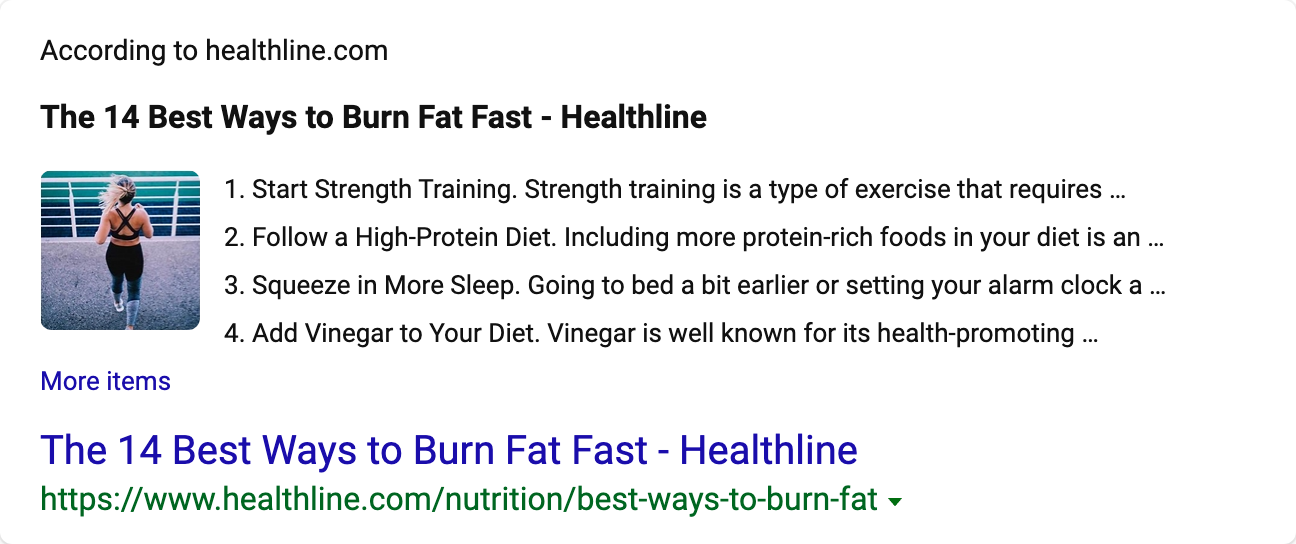 According to healthline.com
The 14 Best Ways to Burn Fat Fast - Healthline
1. Start Strength Training. Strength training is a type of exercise that requires ...
2. Follow a High-Protein Diet. Including more protein-rich foods in your diet is an ...
3. Squeeze in More Sleep. Going to bed a bit earlier or setting your alarm clock a ...
4. Add Vinegar to Your Diet. Vinegar is well known for its health-promoting ...
More items
The 14 Best Ways to Burn Fat Fast - Healthline
https://www.healthline.com/nutrition/best-ways-to-burn-fat